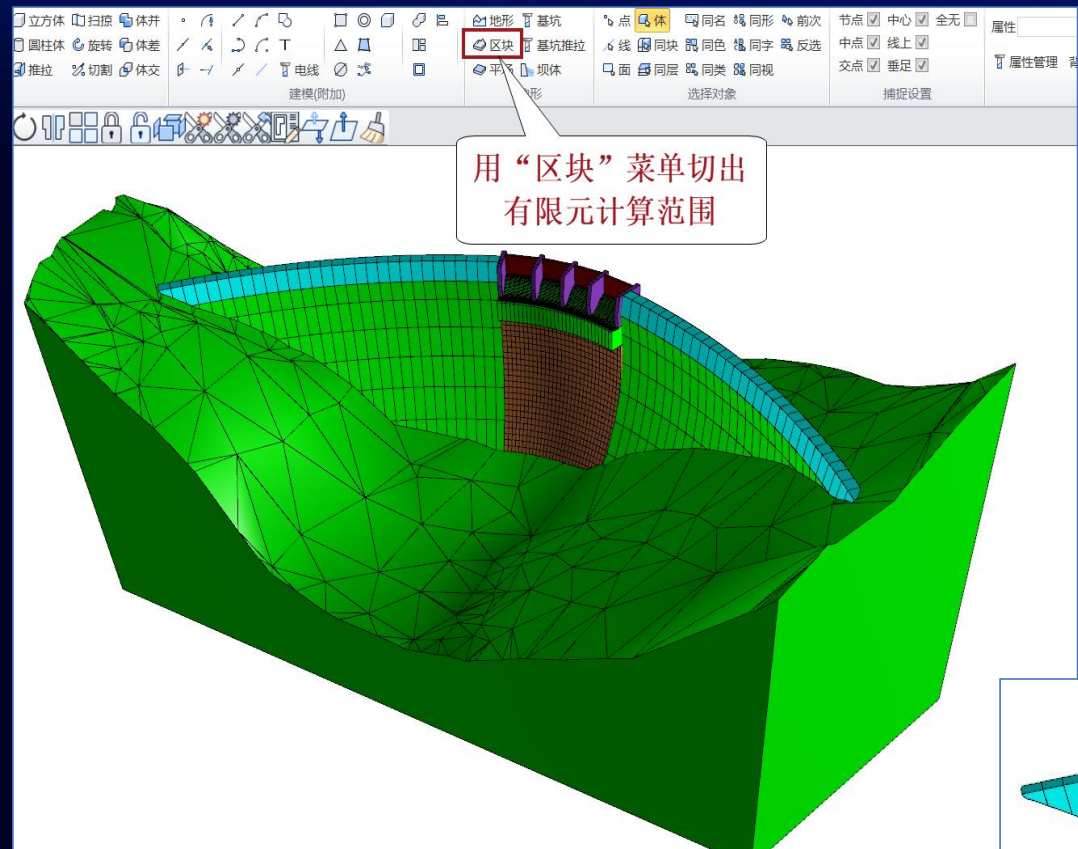 立方体 扫掠 体并
圆柱体 旋转 体差
推拉 切割 体交
T
电线
建模(附加)
地形 基坑
区块 基坑推拉
坝体
点 体 同名 同形 前次
线 同块 同色 同字 反选
面 同层 同类 同视
选择对象
节点 中心 全无
中点 线上
交点 垂足
捕捉设置
属性
属性管理
用“区块”菜单切出
有限元计算范围